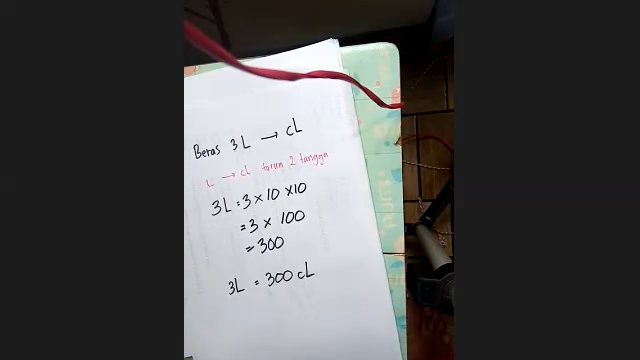 Beras 3L → cL
L → cL turun 2 tangga
3L = 3 × 10 × 10
= 3 × 100
= 300
3L = 300 cL